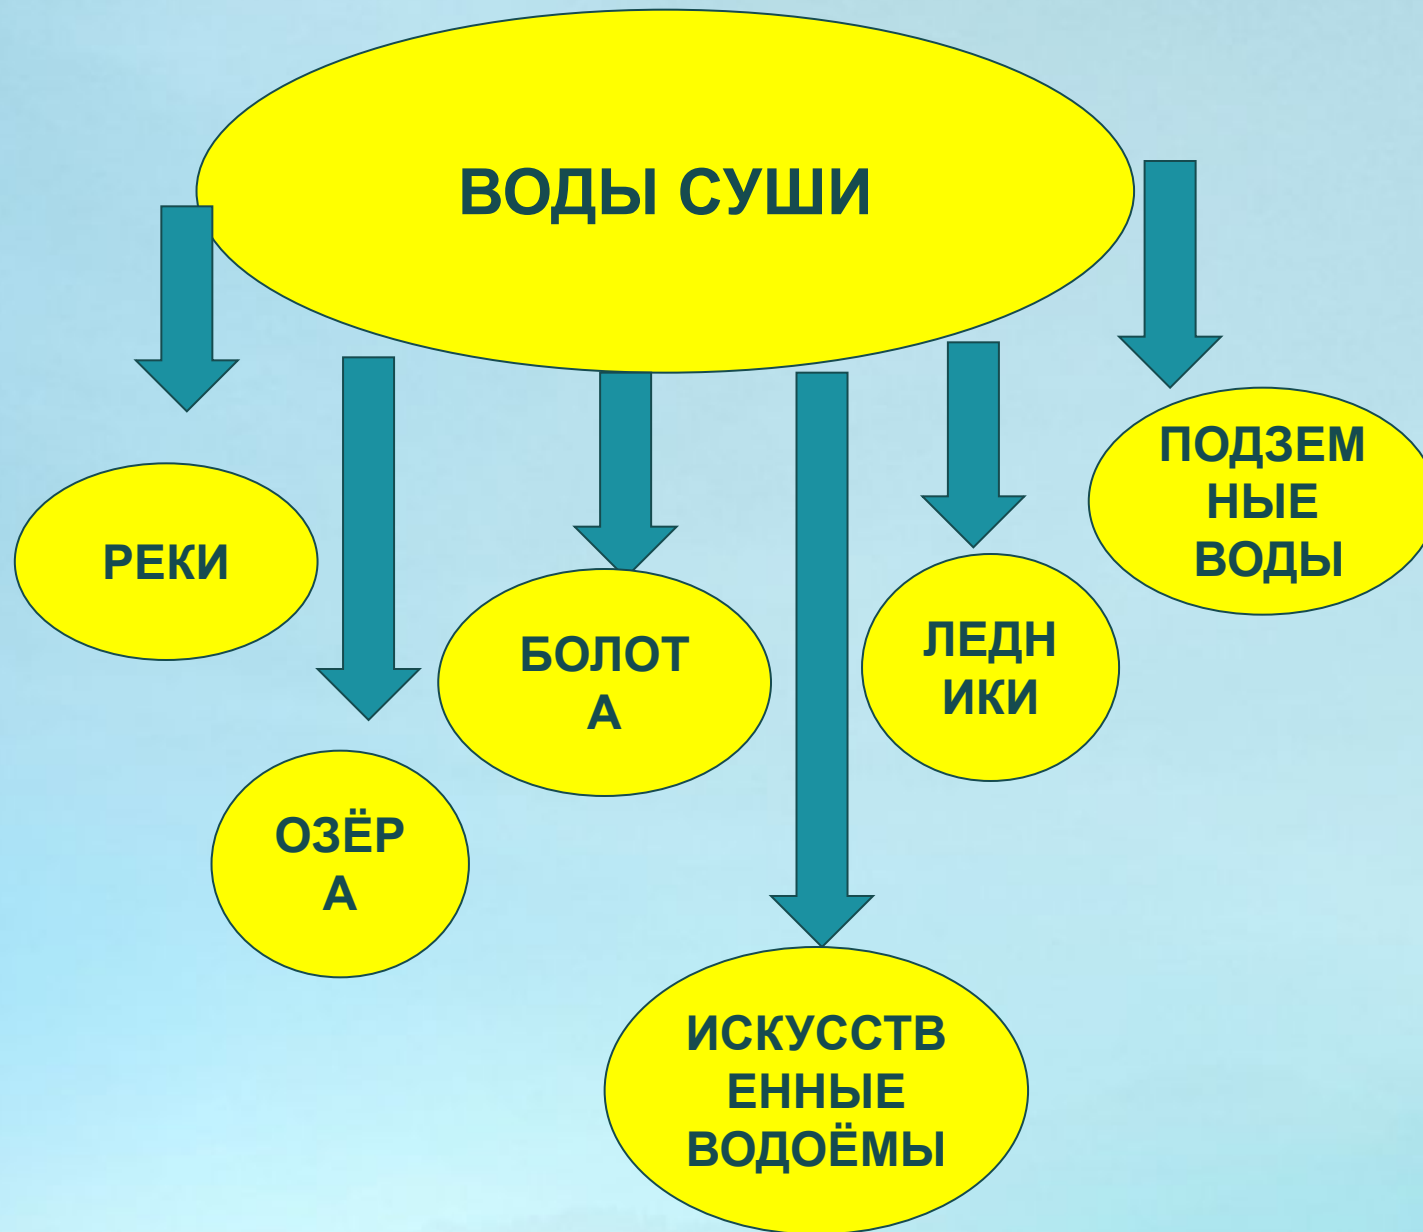 ВОДЫ СУШИ
РЕКИ
ОЗЁР
А
БОЛОТ
А
ИСКУССТВ
ЕННЫЕ
ВОДОЁМЫ
ЛЕДН
ИКИ
ПОДЗЕМ
НЫЕ
ВОДЫ